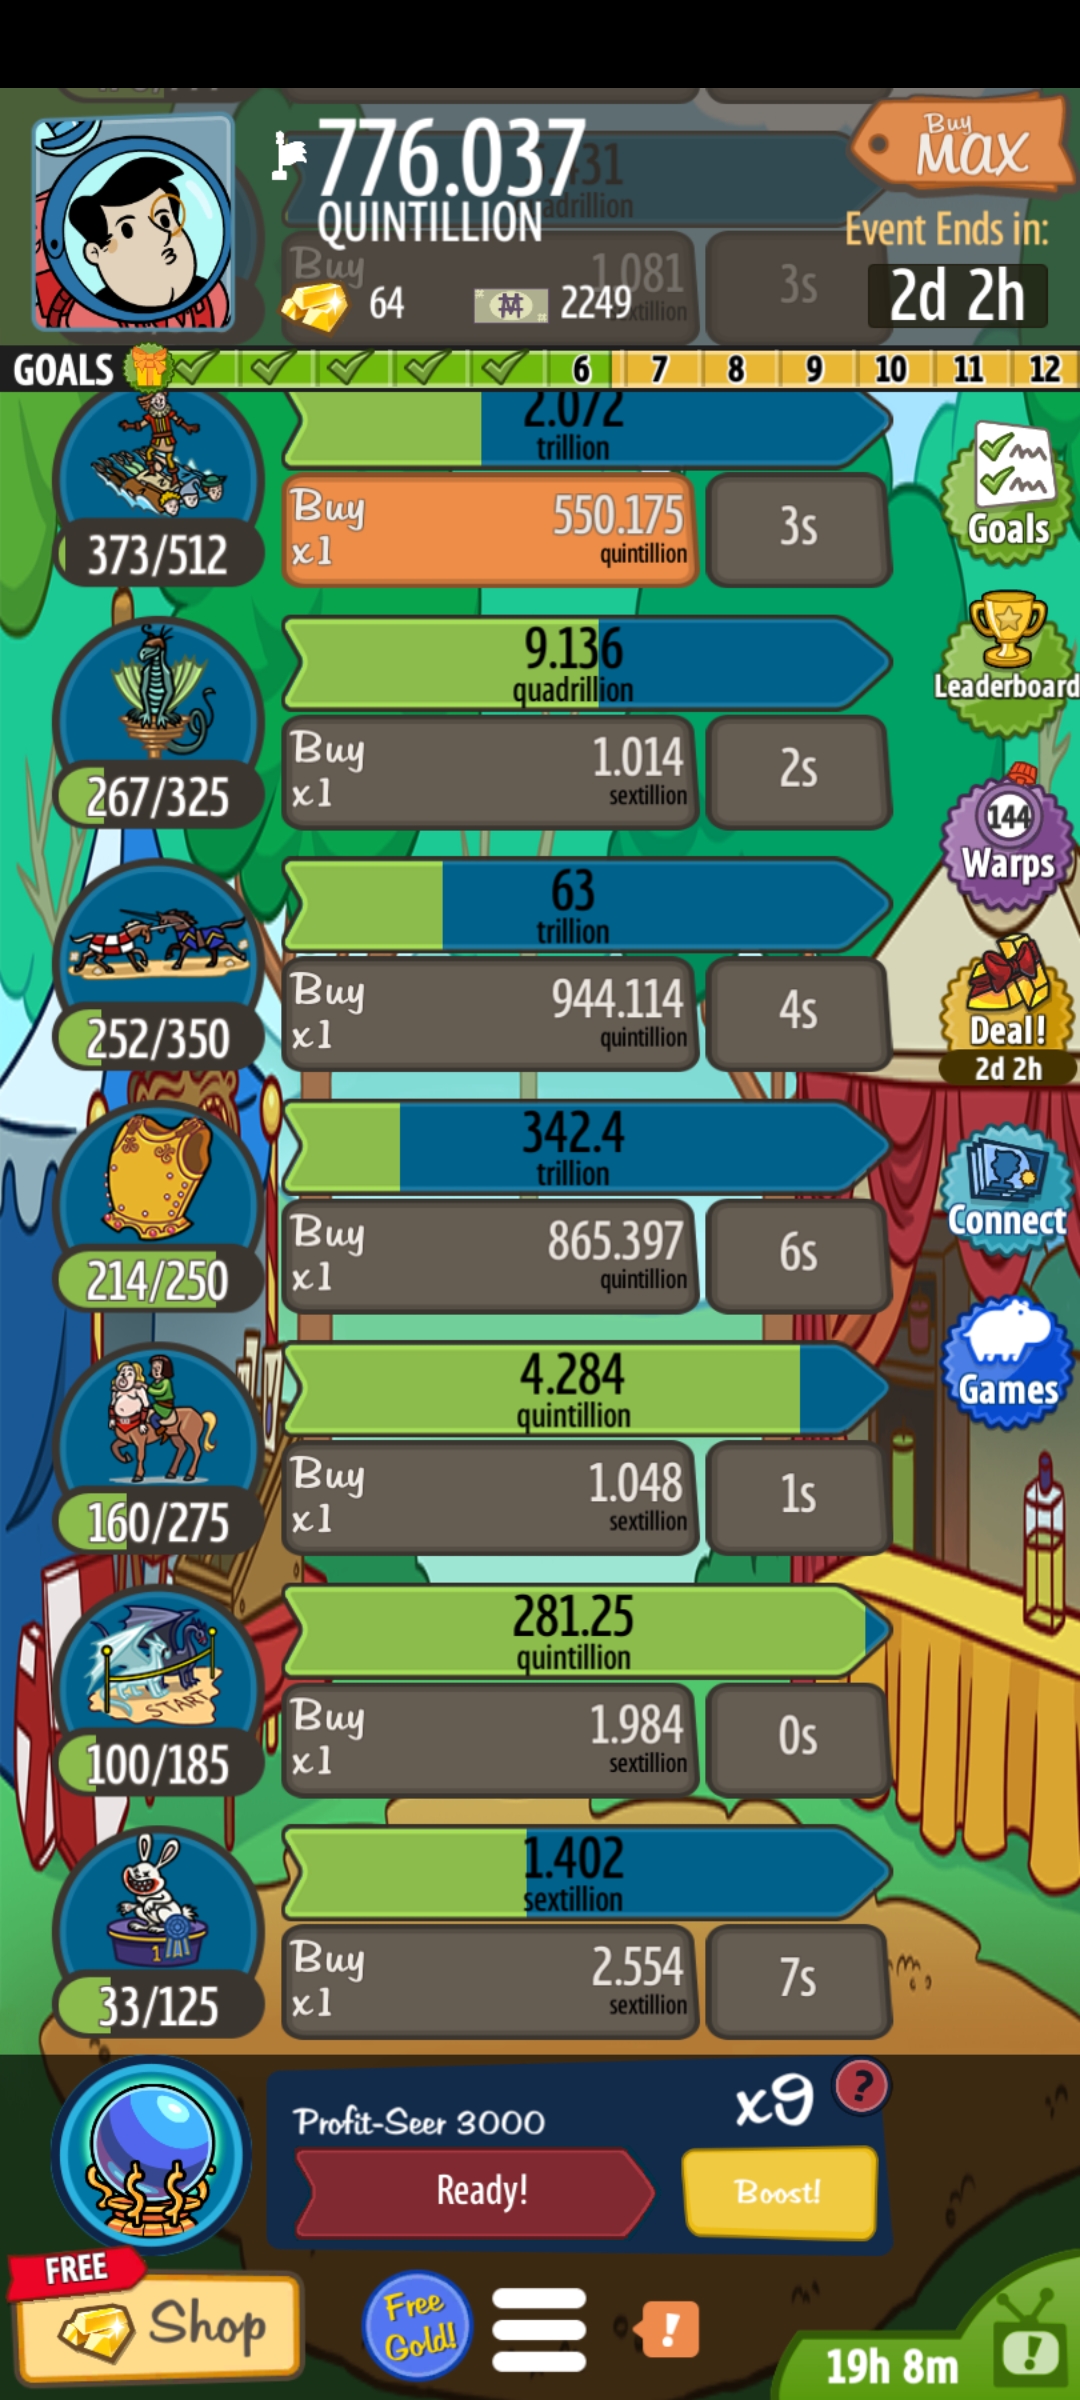 776.037
QUINTILLION
Buy
MAX
Event Ends in:
2d 2h
64
2249
Buy
1.081
3s
GOALS
6 7 8 9 10 11 12
2.072
trillion
373/512
Buy
x1
550.175
quintillion
3s
Goals
9.136
quadrillion
267/325
Buy
x1
1.014
sextillion
2s
Leaderboard
63
trillion
252/350
Buy
x1
944.114
quintillion
4s
144
Warps
Deal!
2d 2h
342.4
trillion
214/250
Buy
x1
865.397
quintillion
6s
Connect
4.284
quintillion
160/275
Buy
x1
1.048
sextillion
1s
Games
281.25
quintillion
START
100/185
Buy
x1
1.984
sextillion
0s
1.402
sextillion
1
33/125
Buy
x1
2.554
sextillion
7s
Profit-Seer 3000
x9
?
Ready!
Boost!
FREE
Shop
Free
Gold!
!
19h 8m
!